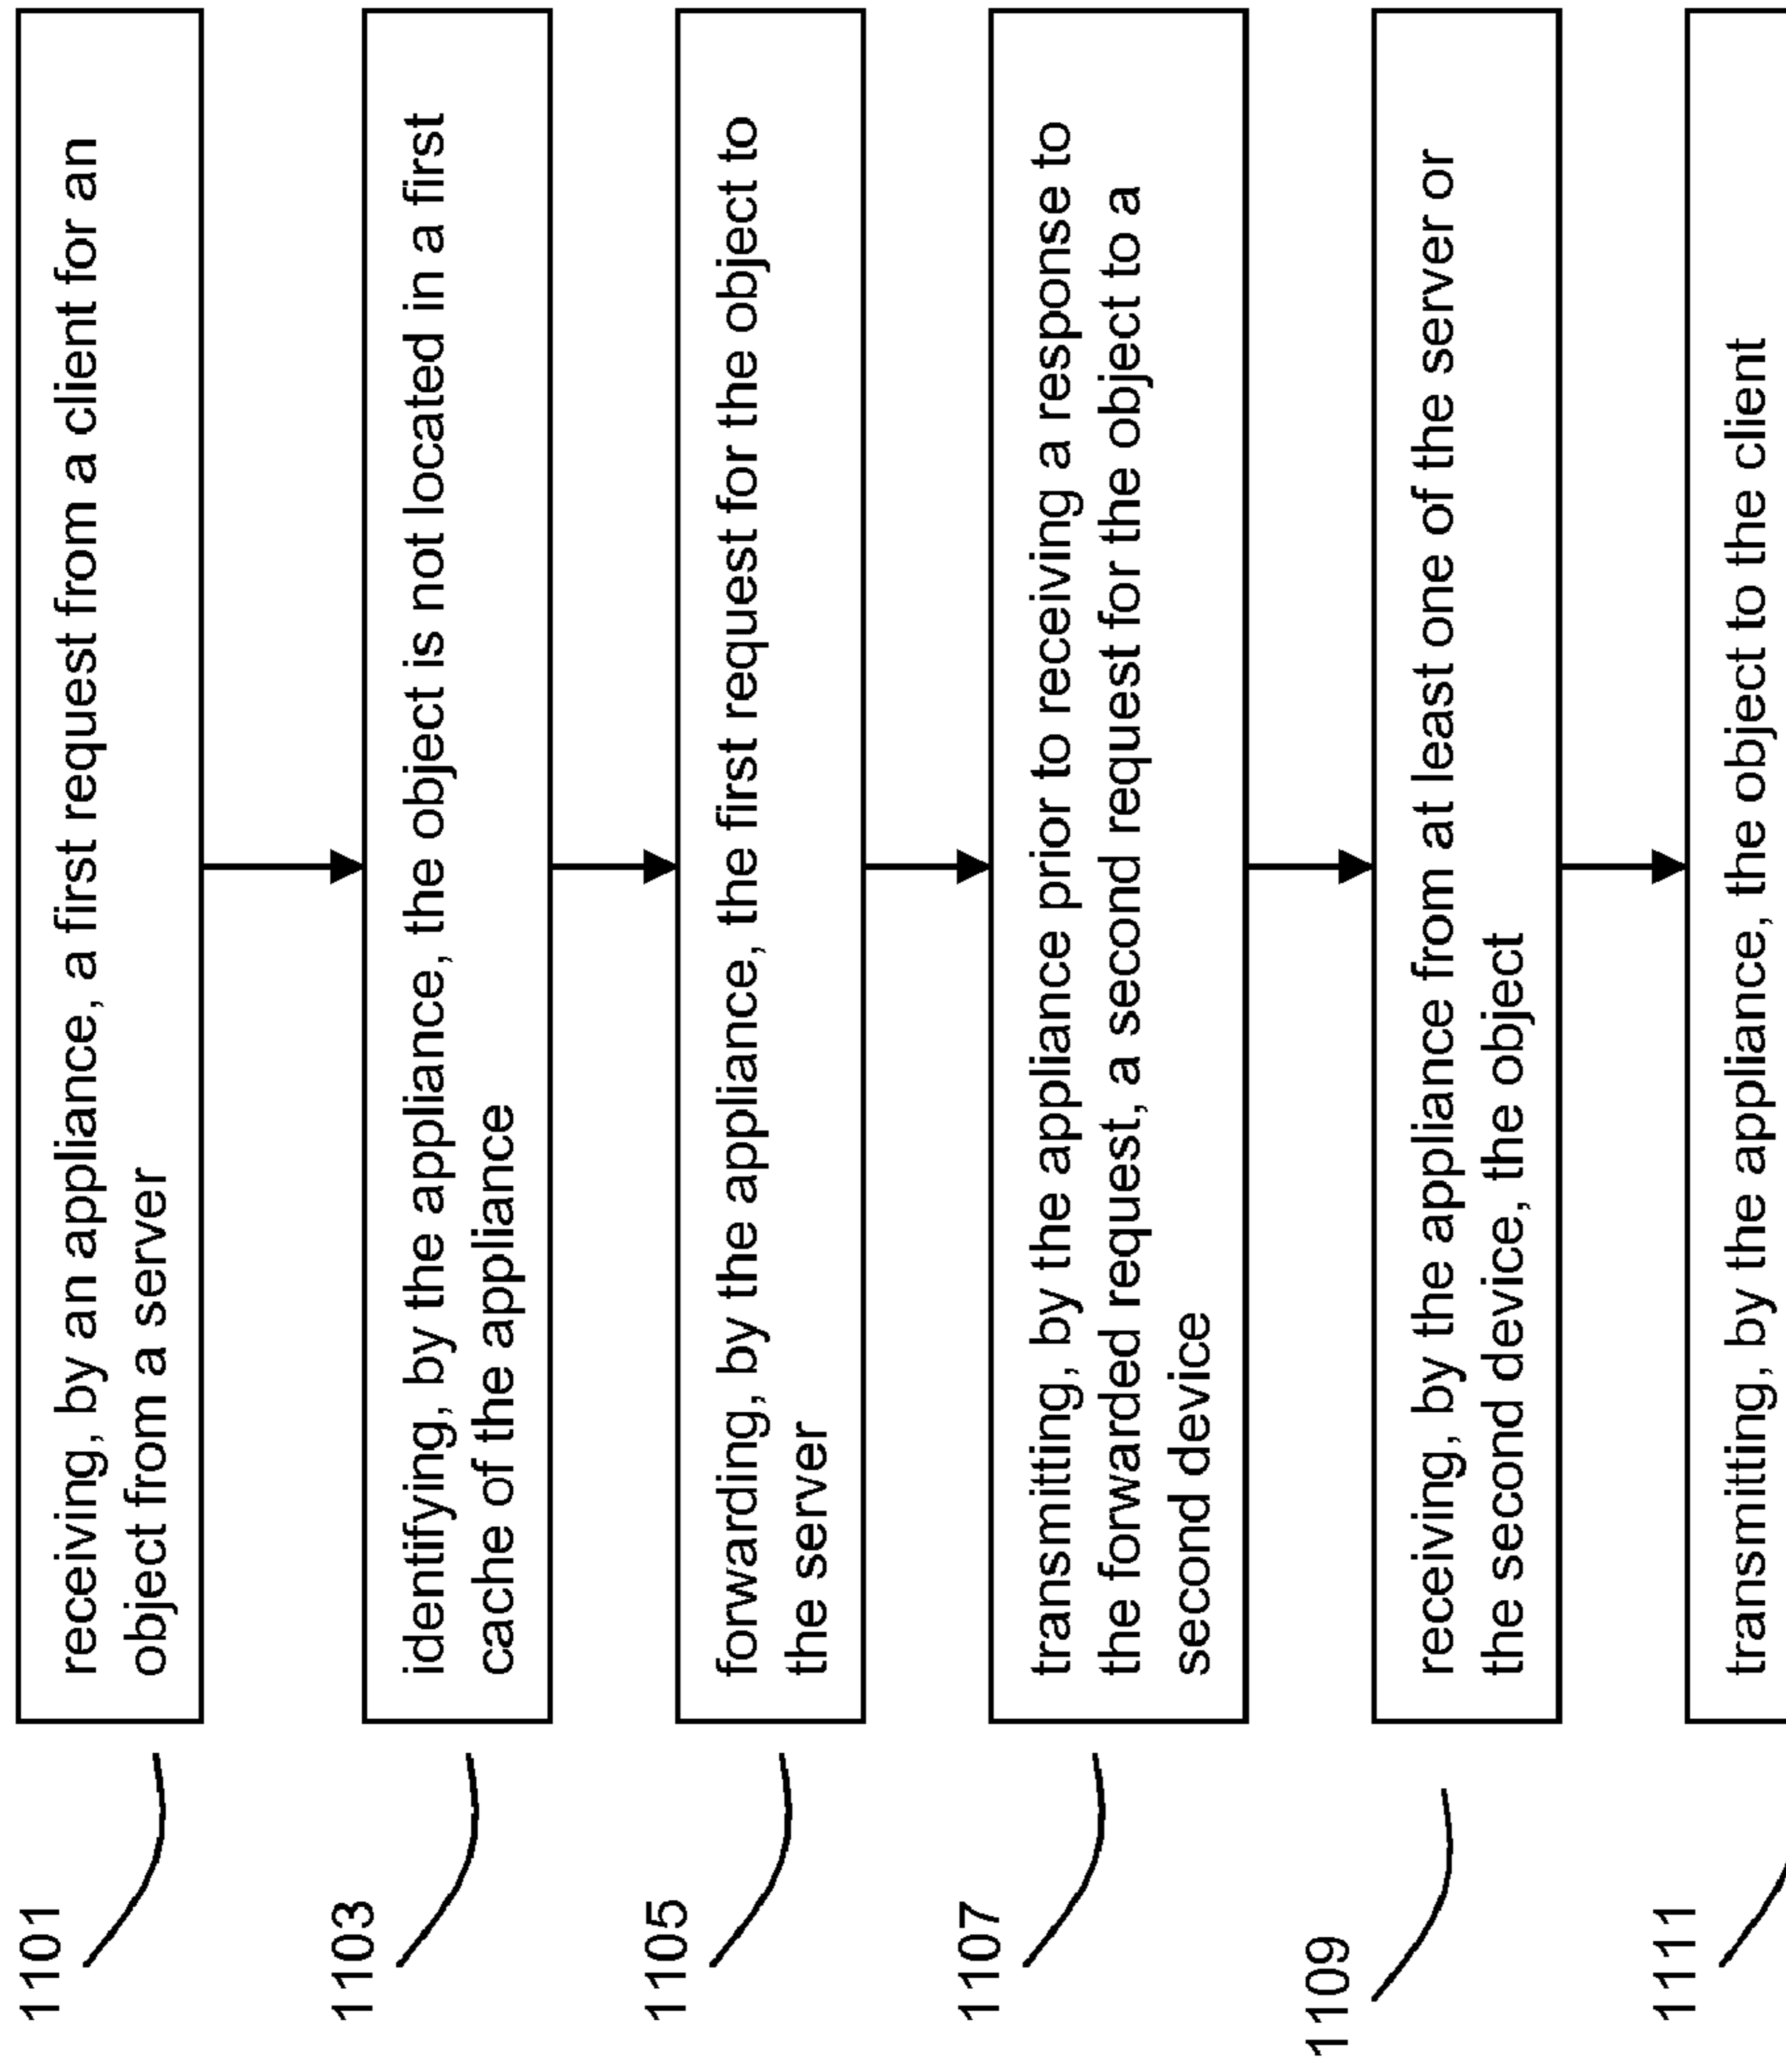 1101
receiving, by an appliance, a first request from a client for an
object from a server
1103
identifying, by the appliance, the object is not located in a first
cache of the appliance
1105
forwarding, by the appliance, the first request for the object to
the server
1107
transmitting, by the appliance prior to receiving a response to
the forwarded request, a second request for the object to a
second device
1109
receiving, by the appliance from at least one of the server or
the second device, the object
1111
transmitting, by the appliance, the object to the client